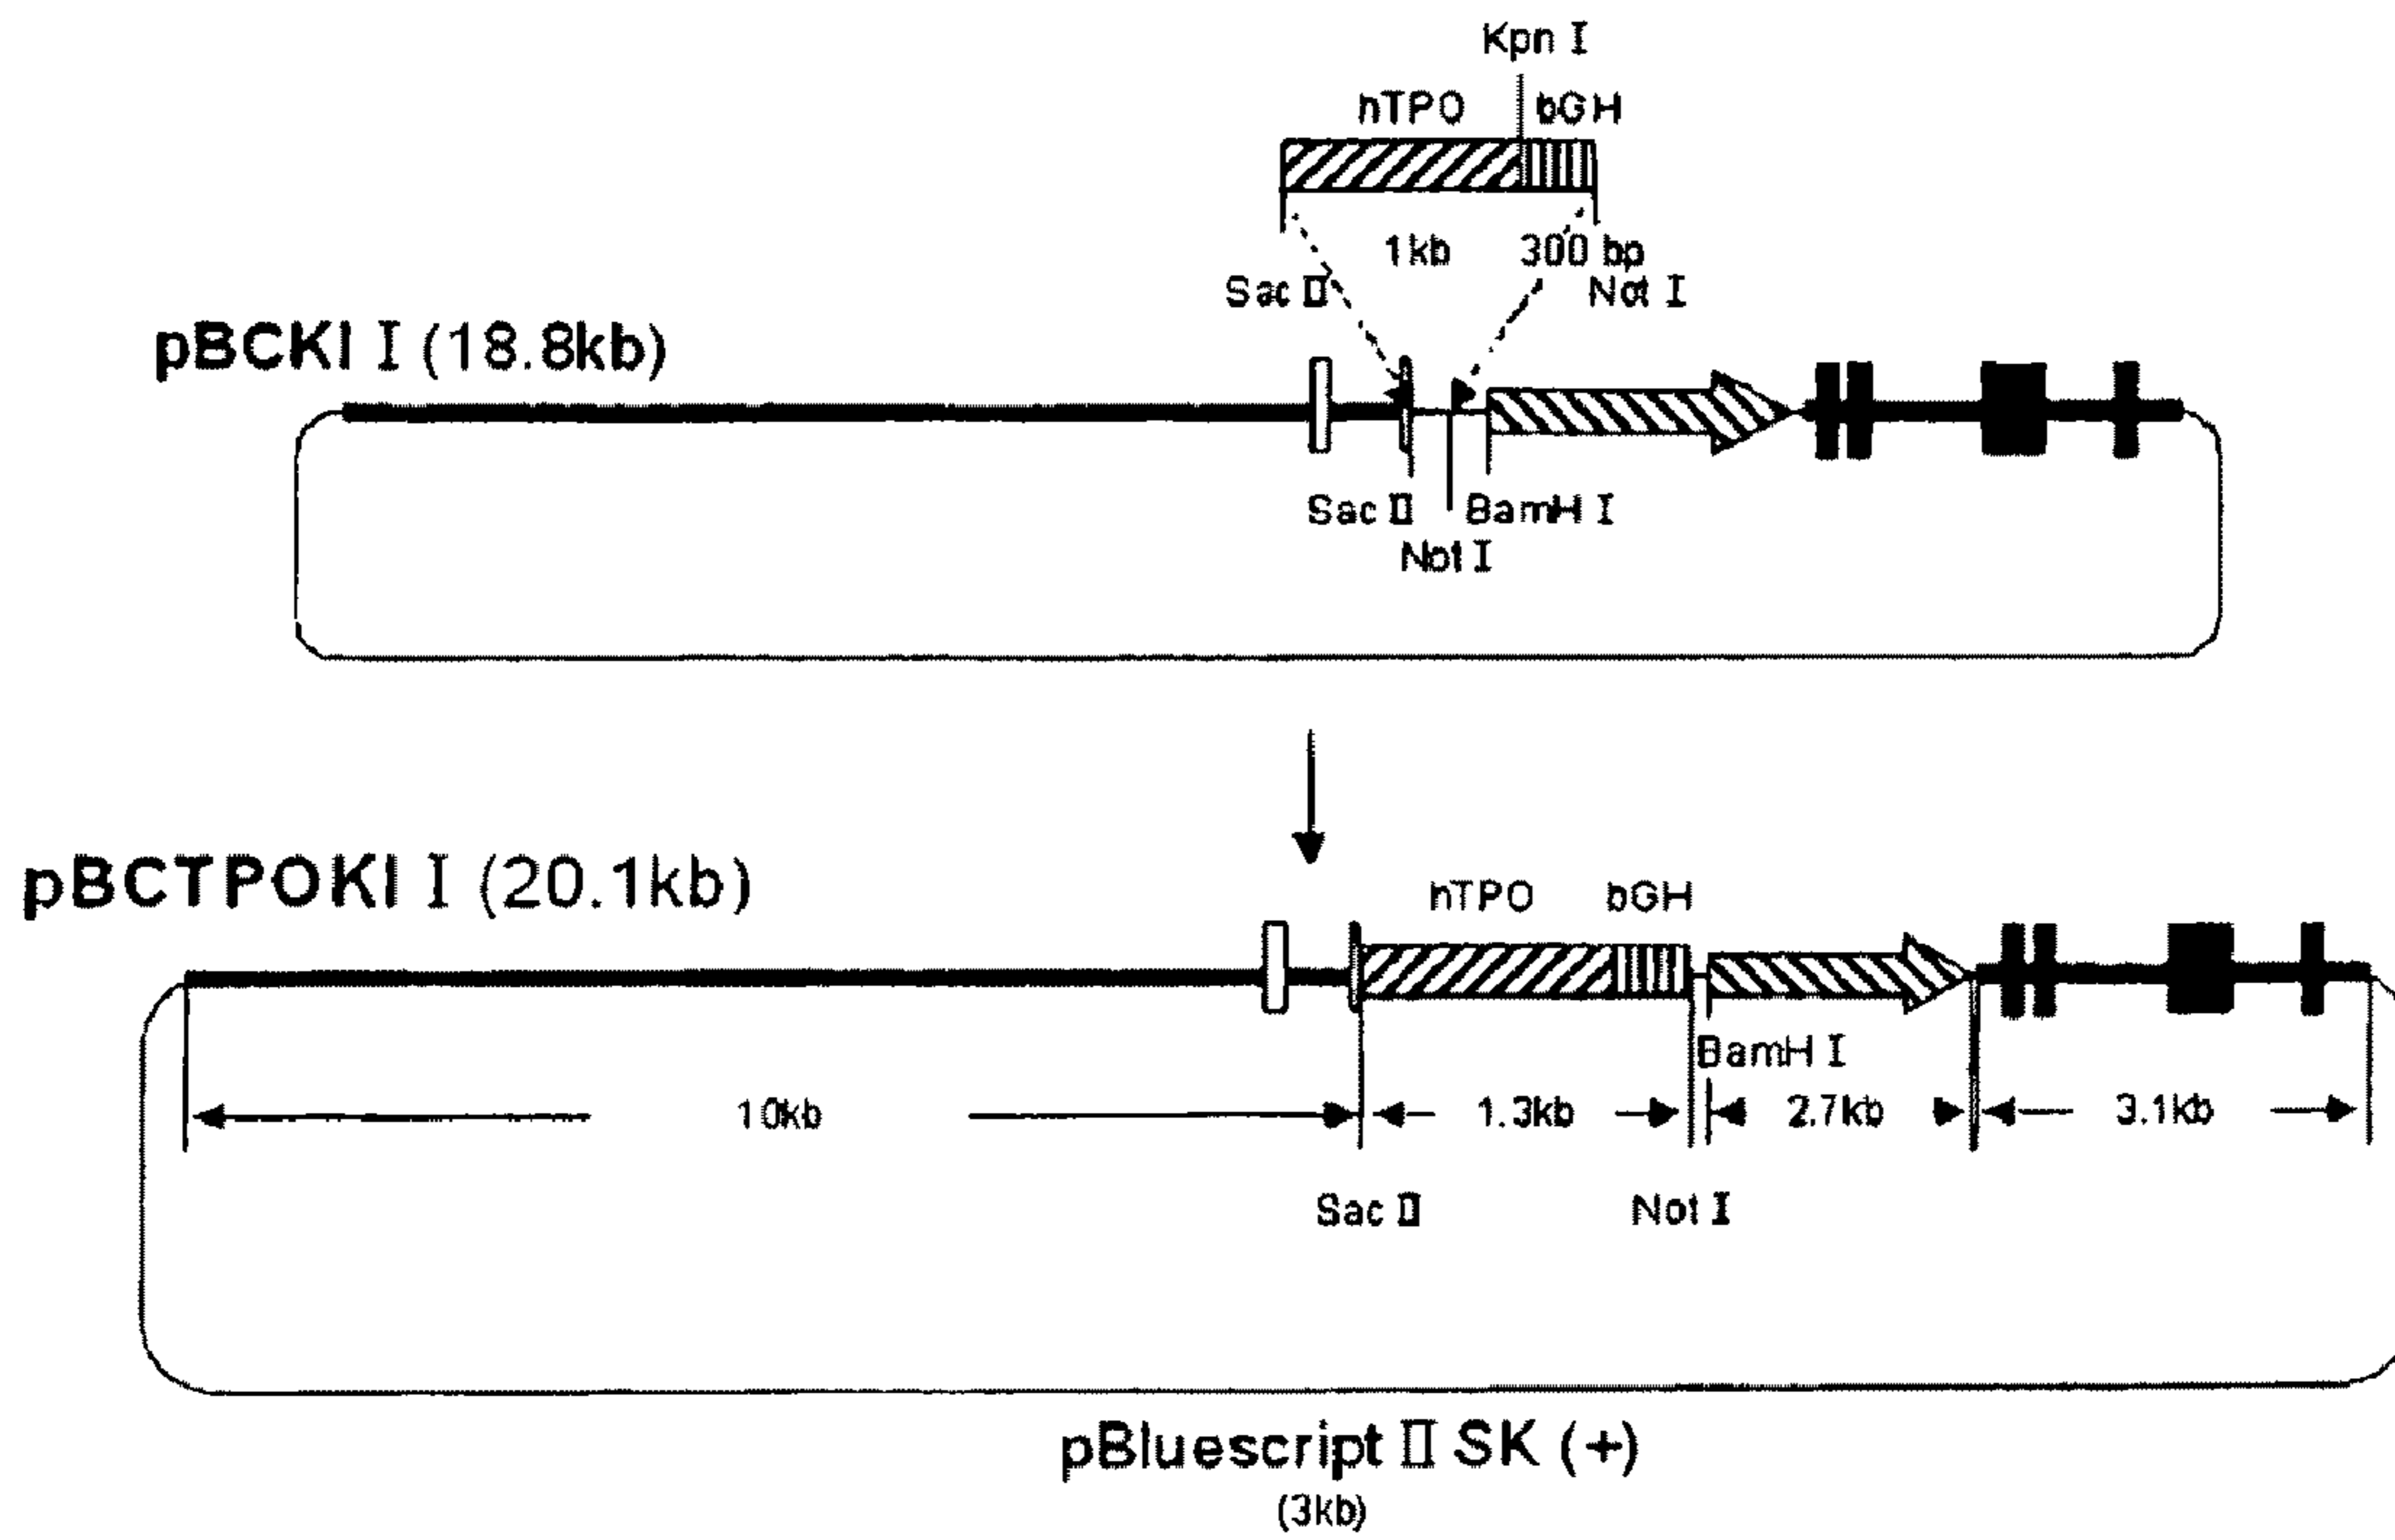 Kpn I
hTPO bGH
1kb 300 bp
Sac II Not I
pBCKI I (18.8kb)
Sac II BamH I
Not I
pBCTPOKI I (20.1kb)
hTPO bGH
BamH I
10kb 1.3kb 2.7kb 3.1kb
Sac II Not I
pBluescript II SK (+)
(3kb)